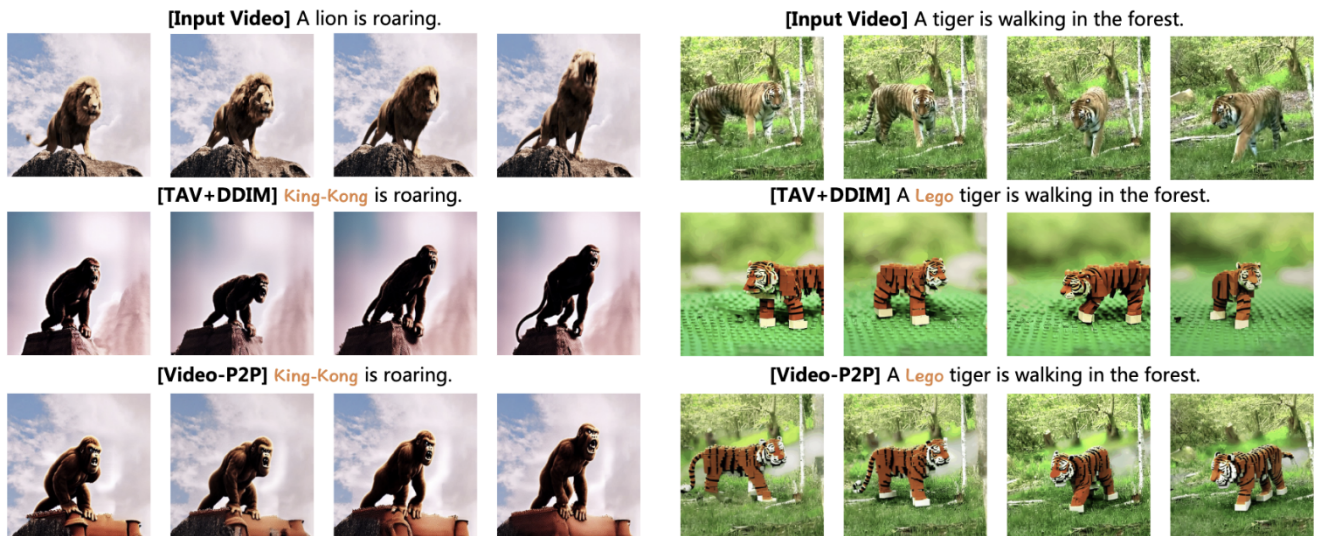 [Input Video] A lion is roaring.
[TAV+DDIM] King-Kong is roaring.
[Video-P2P] King-Kong is roaring.
[Input Video] A tiger is walking in the forest.
[TAV+DDIM] A Lego tiger is walking in the forest.
[Video-P2P] A Lego tiger is walking in the forest.